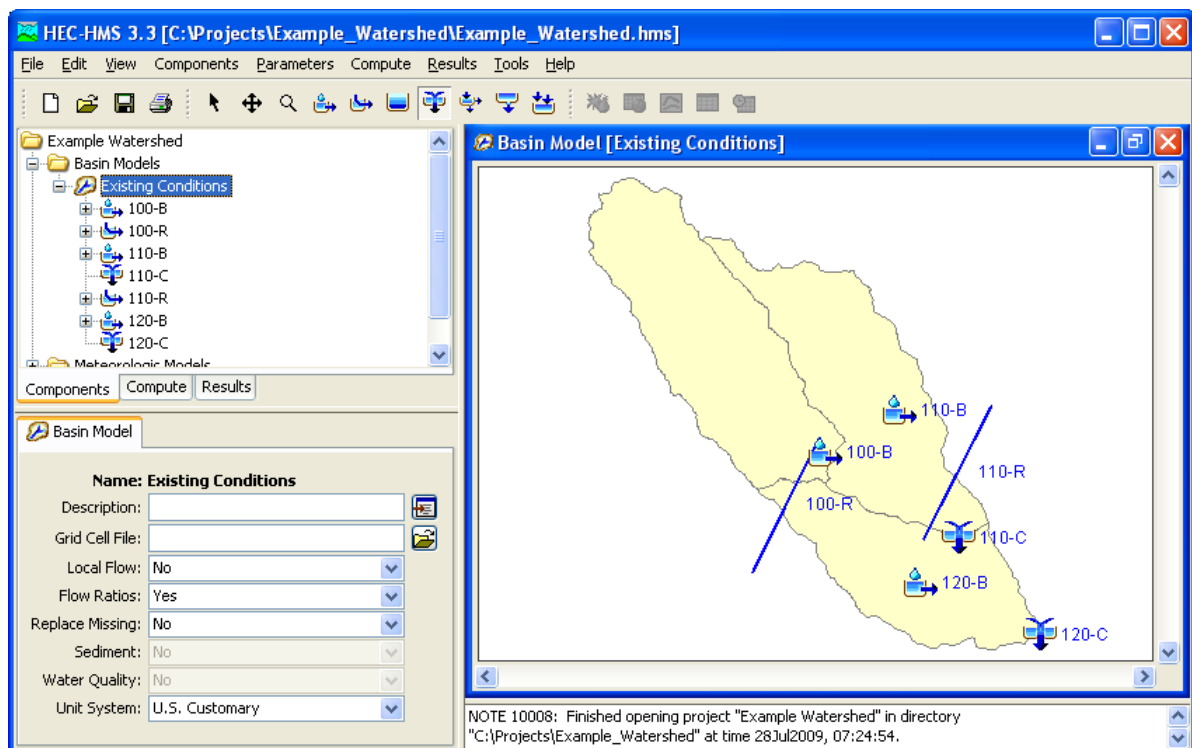 HEC-HMS 3.3 [C:\Projects\Example_Watershed\Example_Watershed.hms]
File Edit View Components Parameters Compute Results Tools Help
Example Watershed
Basin Models
Existing Conditions
100-B
100-R
110-B
110-C
110-R
120-B
120-C
Meteorologic Models
Components Compute Results
Basin Model
Name: Existing Conditions
Description:
Grid Cell File:
Local Flow: No
Flow Ratios: Yes
Replace Missing: No
Sediment: No
Water Quality: No
Unit System: U.S. Customary
Basin Model [Existing Conditions]
110-B
100-B
110-R
100-R
110-C
120-B
120-C
NOTE 10008: Finished opening project "Example Watershed" in directory
"C:\Projects\Example_Watershed" at time 28Jul2009, 07:24:54.